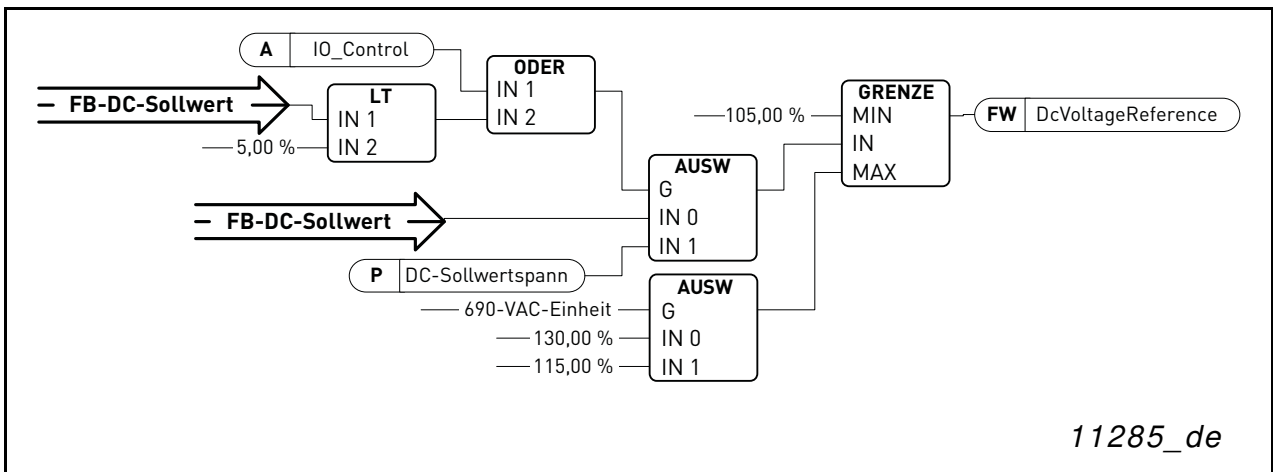 A IO_Control
FB-DC-Sollwert
LT
IN 1
5,00 % IN 2
ODER
IN 1
IN 2
FB-DC-Sollwert
P DC-Sollwertspann
AUSW
G
IN 0
IN 1
AUSW
690-VAC-Einheit G
130,00 % IN 0
115,00 % IN 1
GRENZE
105,00 % MIN
IN
MAX
FW DcVoltageReference
11285_de